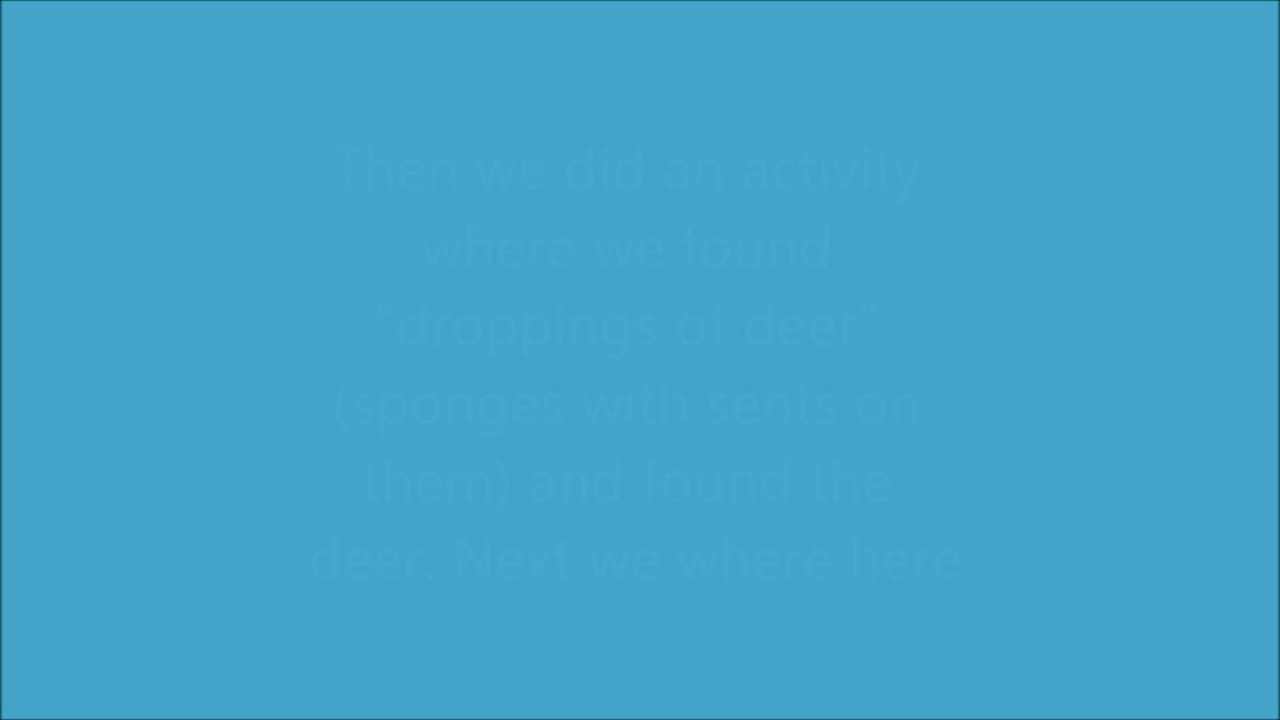 Then we did an activity
where we found
"droppings of deer"
(sponges with sents on
them) and found the
deer. Next we where here